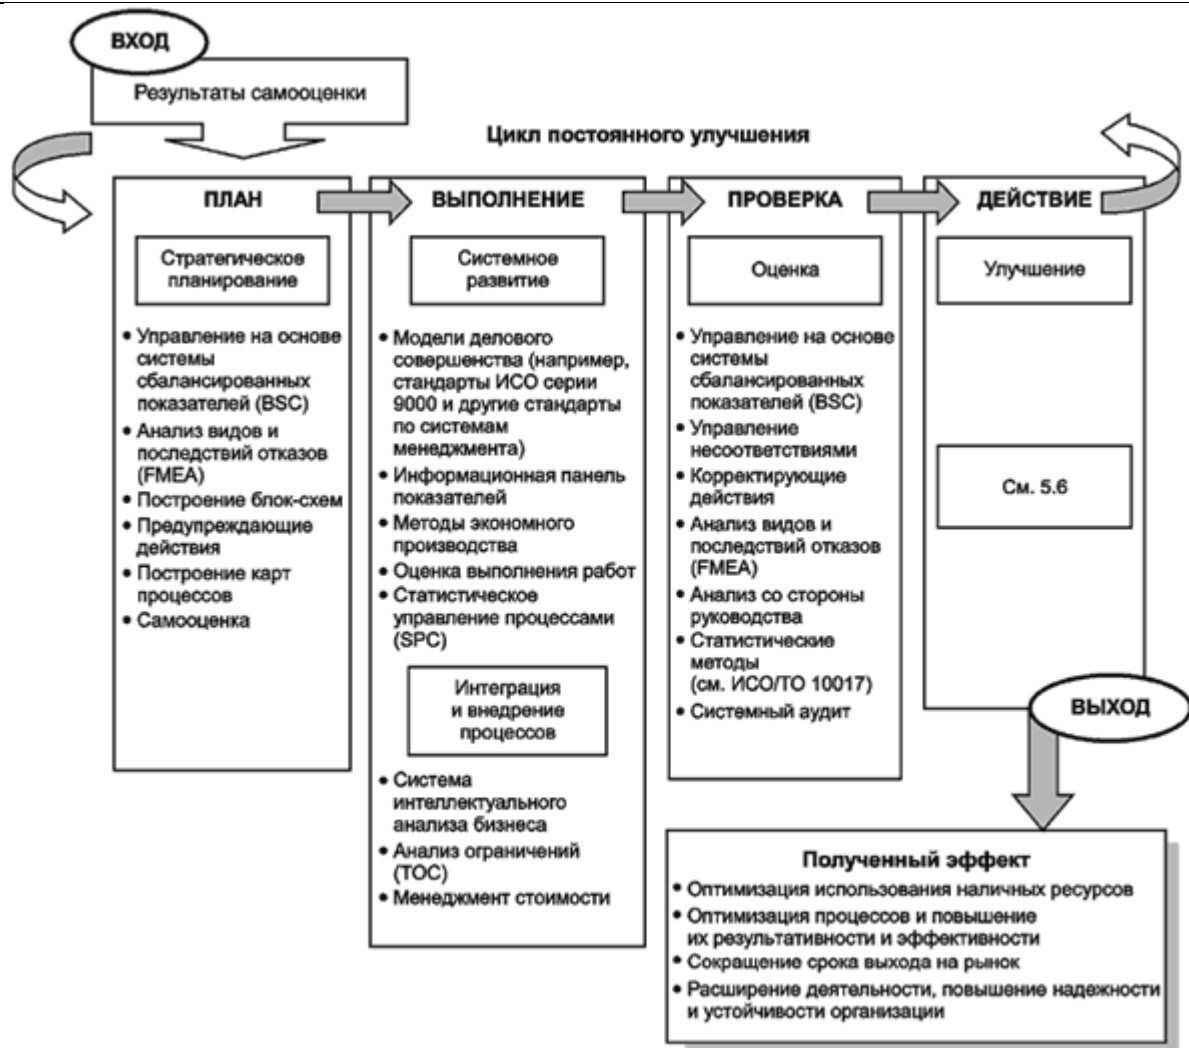 ВХОД
Результаты самооценки
Цикл постоянного улучшения
ПЛАН
Стратегическое
планирование
• Управление на основе
системы
сбалансированных
показателей (BSC)
• Анализ видов и
последствий отказов
(FMEA)
• Построение блок-схем
• Предупреждающие
действия
• Построение карт
процессов
• Самооценка
ВЫПОЛНЕНИЕ
Системное
развитие
• Модели делового
совершенства (например,
стандарты ИСО серии
9000 и другие стандарты
по системам
менеджмента)
• Информационная панель
показателей
• Методы экономного
производства
• Оценка выполнения работ
• Статистическое
управление процессами
(SPC)
Интеграция
и внедрение
процессов
• Система
интеллектуального
анализа бизнеса
• Анализ ограничений
(ТОС)
• Менеджмент стоимости
ПРОВЕРКА
Оценка
• Управление на основе
системы
сбалансированных
показателей (BSC)
• Управление
несоответствиями
• Корректирующие
действия
• Анализ видов и
последствий отказов
(FMEA)
• Анализ со стороны
руководства
• Статистические
методы
(см. ИСО/ТО 10017)
• Системный аудит
ДЕЙСТВИЕ
Улучшение
См. 5.6
ВЫХОД
Полученный эффект
• Оптимизация использования наличных ресурсов
• Оптимизация процессов и повышение
их результативности и эффективности
• Сокращение срока выхода на рынок
• Расширение деятельности, повышение надежности
и устойчивости организации